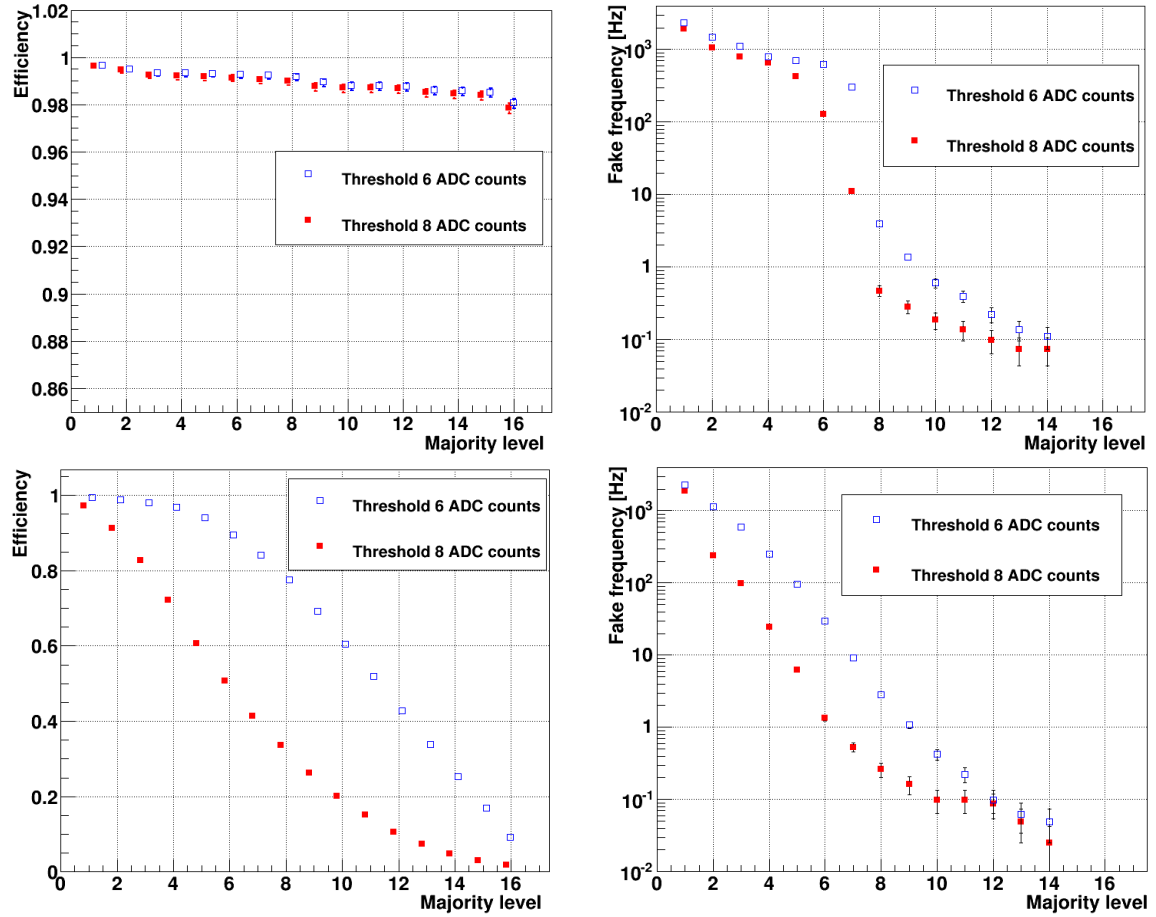 1.02
1
0.98
0.96
0.94
0.92
0.9
0.88
0.86
Efficiency
Threshold 6 ADC counts
Threshold 8 ADC counts
0 2 4 6 8 10 12 14 16
Majority level
Fake frequency [Hz]
10³
10²
10
1
10⁻¹
10⁻²
Threshold 6 ADC counts
Threshold 8 ADC counts
0 2 4 6 8 10 12 14 16
Majority level
Efficiency
1
0.8
0.6
0.4
0.2
0
Threshold 6 ADC counts
Threshold 8 ADC counts
0 2 4 6 8 10 12 14 16
Majority level
Fake frequency [Hz]
10³
10²
10
1
10⁻¹
10⁻²
Threshold 6 ADC counts
Threshold 8 ADC counts
0 2 4 6 8 10 12 14 16
Majority level